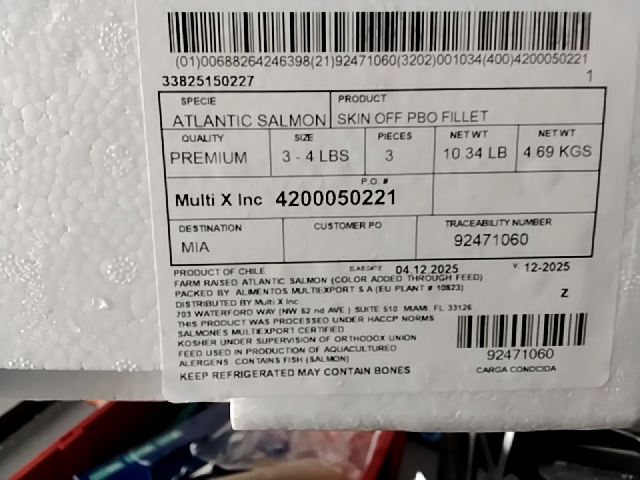 (01)00688264246398(21)92471060(3202)001034(400)4200050221
33825150227 1
SPECIE PRODUCT
ATLANTIC SALMON SKIN OFF PBO FILLET
QUALITY SIZE PIECES NET WT NET WT
PREMIUM 3 - 4 LBS 3 10.34 LB 4.69 KGS
P.O. #
Multi X Inc 4200050221
DESTINATION CUSTOMER PO TRACEABILITY NUMBER
MIA 92471060
PRODUCT OF CHILE ELAB DATE 04.12.2025 V. 12-2025
FARM RAISED ATLANTIC SALMON (COLOR ADDED THROUGH FEED)
PACKED BY ALIMENTOS MULTIEXPORT S A (EU PLANT # 10823)
Z
DISTRIBUTED BY Multi X Inc
703 WATERFORD WAY (NW 62 nd AVE.) SUITE 510 MIAMI FL 33126
THIS PRODUCT WAS PROCESSED UNDER HACCP NORMS
SALMONES MULTIEXPORT CERTIFIED
KOSHER UNDER SUPERVISION OF ORTHODOX UNION
FEED USED IN PRODUCTION OF AQUACULTURED
ALERGENS CONTAINS FISH (SALMON)
KEEP REFRIGERATED MAY CONTAIN BONES
92471060
CARGA CONOCIDA